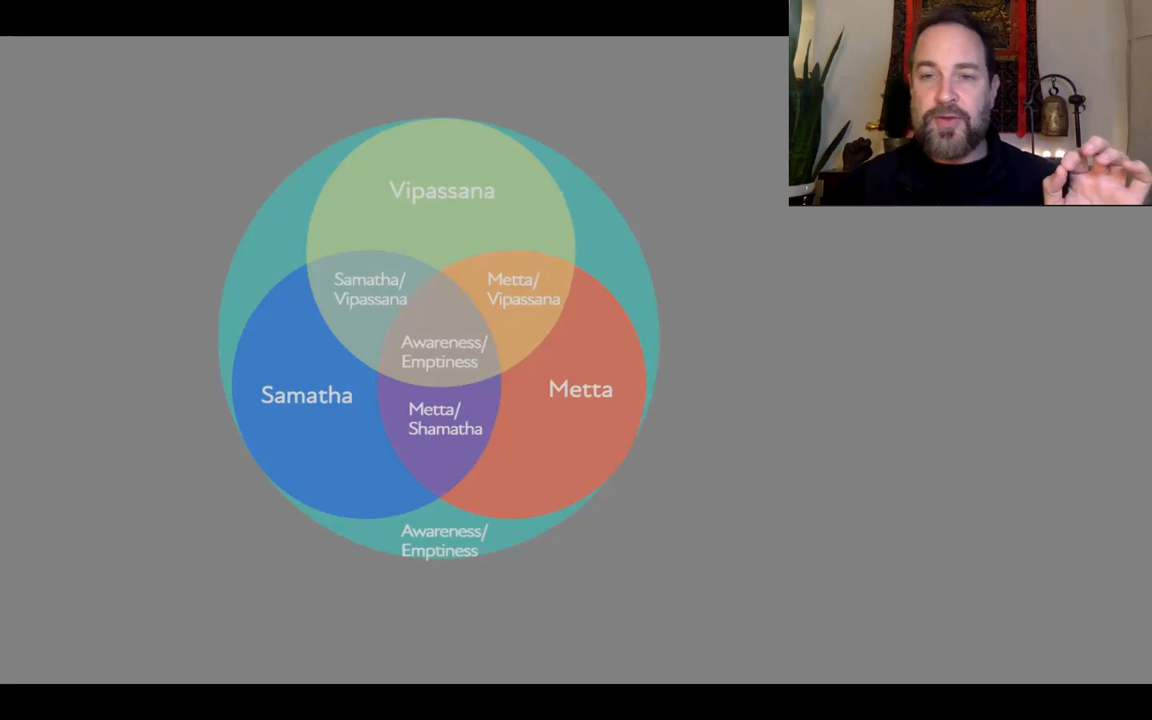 Vipassana
Samatha/
Vipassana
Metta/
Vipassana
Awareness/
Emptiness
Samatha
Metta
Metta/
Shamatha
Awareness/
Emptiness